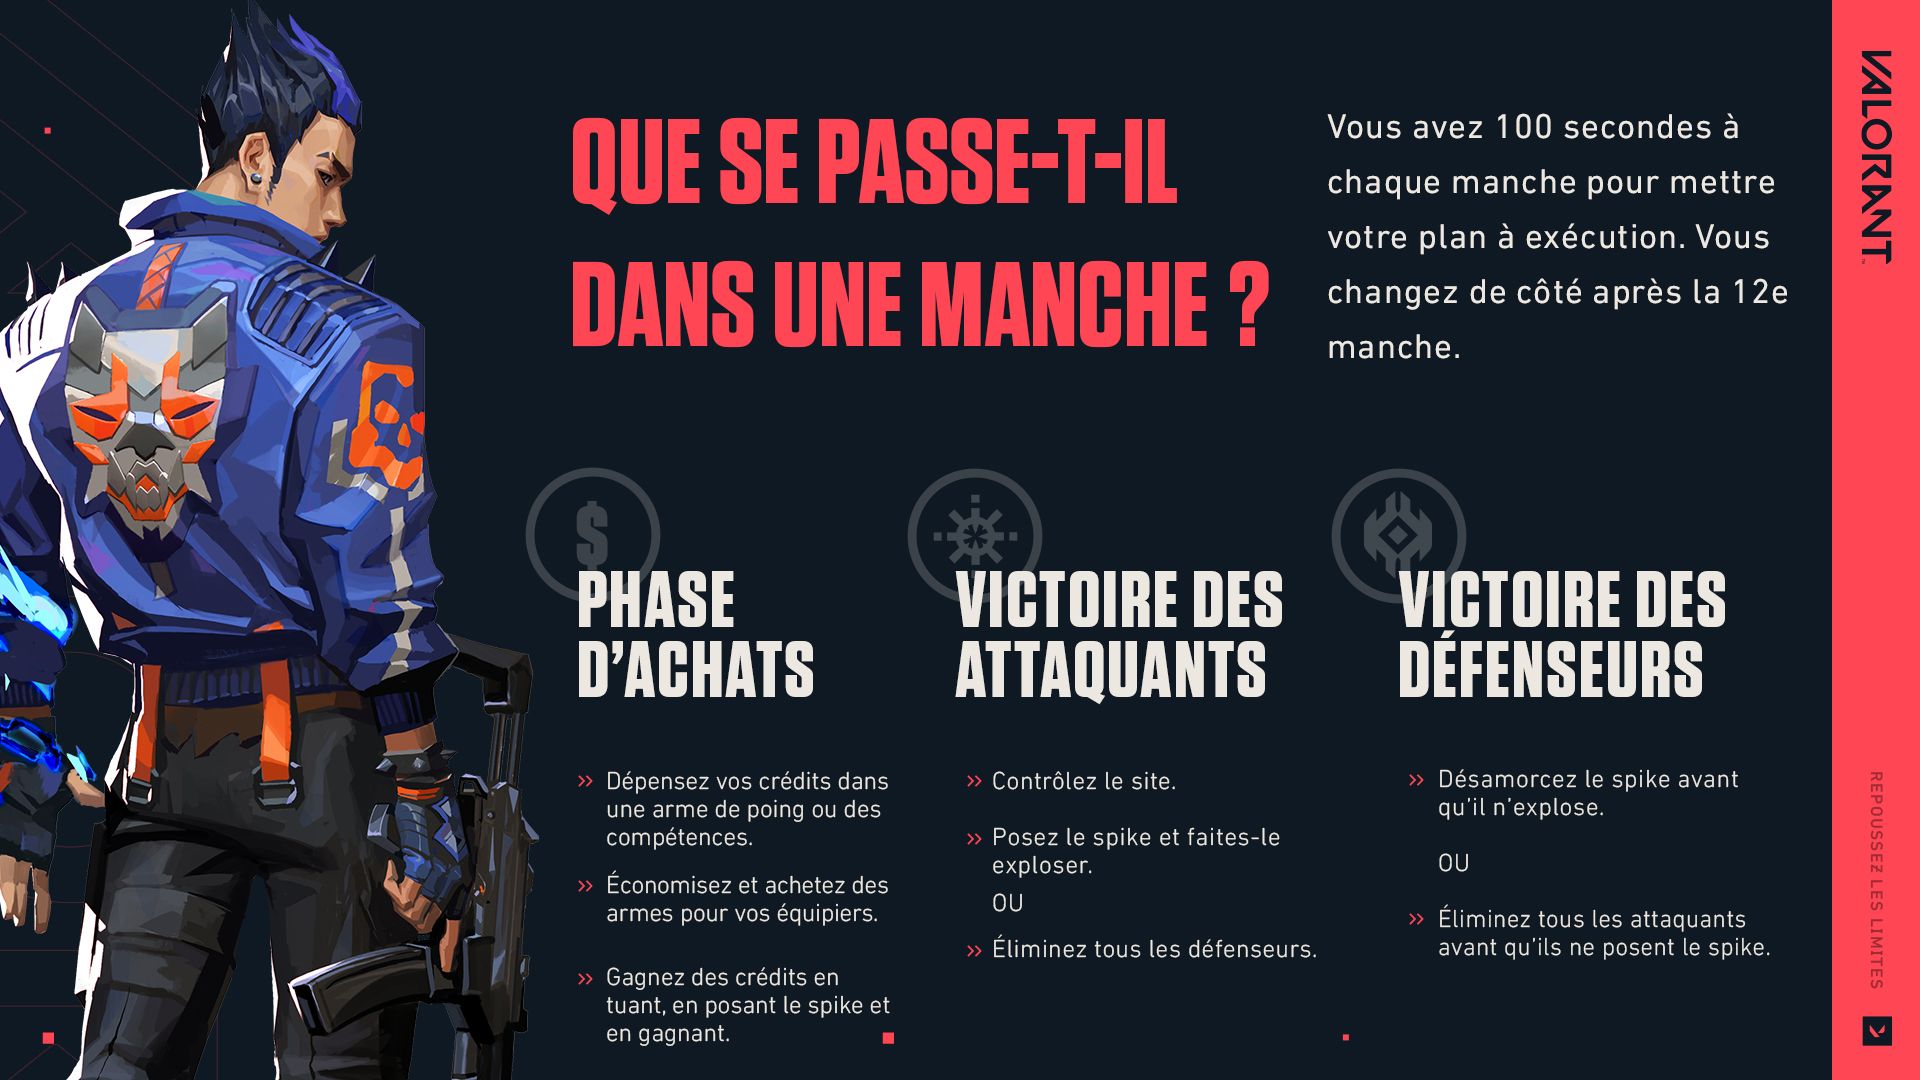 QUE SE PASSE-T-IL
DANS UNE MANCHE ?
Vous avez 100 secondes à
chaque manche pour mettre
votre plan à exécution. Vous
changez de côté après la 12e
manche.
PHASE
D’ACHATS
Dépensez vos crédits dans
une arme de poing ou des
compétences.
Économisez et achetez des
armes pour vos équipiers.
Gagnez des crédits en
tuant, en posant le spike et
en gagnant.
VICTOIRE DES
ATTAQUANTS
Contrôlez le site.
Posez le spike et faites-le
exploser.
OU
Éliminez tous les défenseurs.
VICTOIRE DES
DÉFENSEURS
Désamorcez le spike avant
qu’il n’explose.
OU
Éliminez tous les attaquants
avant qu’ils ne posent le spike.
VALORANT
REPOUSSEZ LES LIMITES